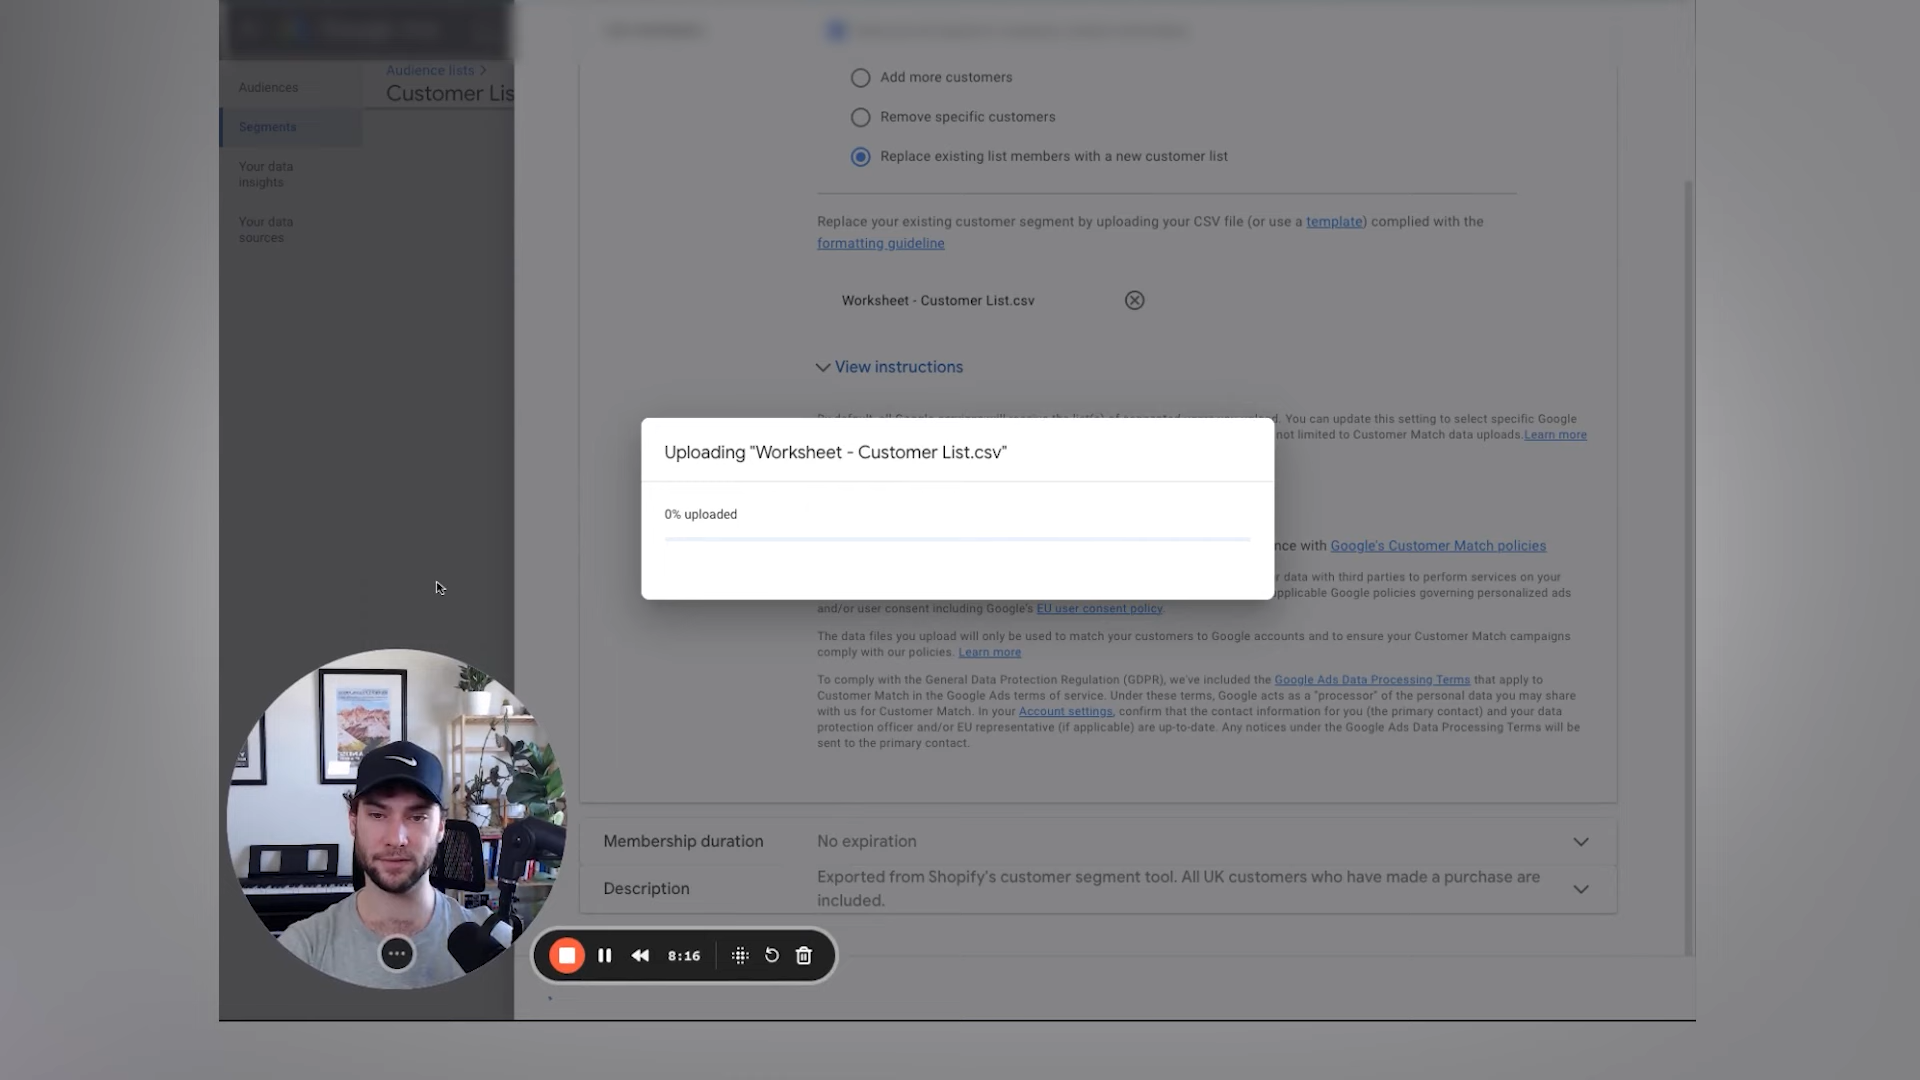 Audiences
Segments
Your data
insights
Your data
sources
Audience lists
Customer Lis
Add more customers
Remove specific customers
Replace existing list members with a new customer list
Replace your existing customer segment by uploading your CSV file (or use a template) complied with the
formatting guideline
Worksheet - Customer List.csv
View instructions
You can update this setting to select specific Google
not limited to Customer Match data uploads.Learn more
Uploading "Worksheet - Customer List.csv"
0% uploaded
nce with Google's Customer Match policies
r data with third parties to perform services on your
pplicable Google policies governing personalized ads
and/or user consent including Google's EU user consent policy.
The data files you upload will only be used to match your customers to Google accounts and to ensure your Customer Match campaigns
comply with our policies. Learn more
To comply with the General Data Protection Regulation (GDPR), we've included the Google Ads Data Processing Terms that apply to
Customer Match in the Google Ads terms of service. Under these terms, Google acts as a "processor" of the personal data you may share
with us for Customer Match. In your Account settings, confirm that the contact information for you (the primary contact) and your data
protection officer and/or EU representative (if applicable) are up-to-date. Any notices under the Google Ads Data Processing Terms will be
sent to the primary contact.
Membership duration
No expiration
Description
Exported from Shopify's customer segment tool. All UK customers who have made a purchase are
included.
8:16